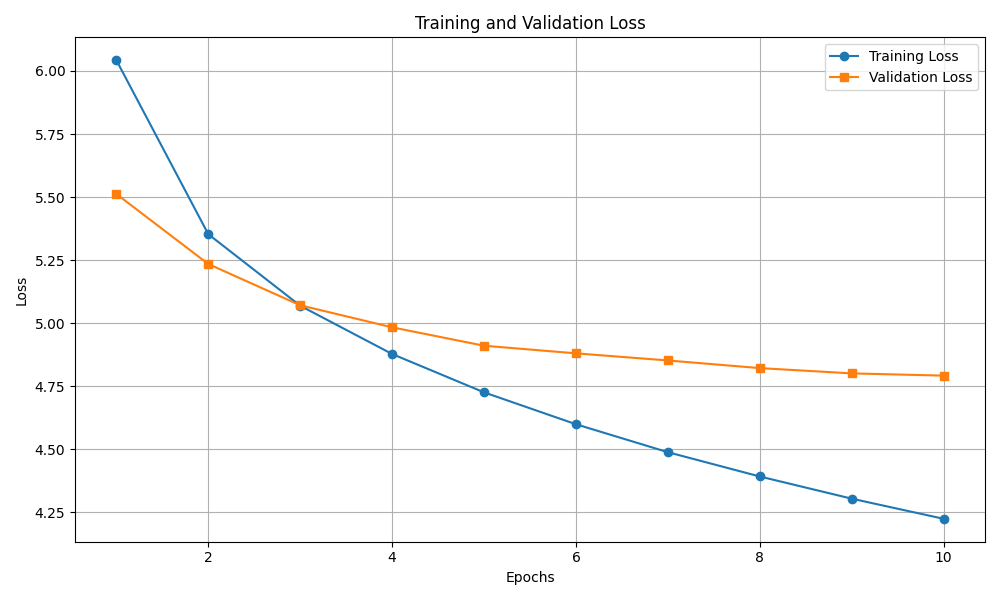 Training and Validation Loss
Training Loss
Validation Loss
6.00
5.75
5.50
5.25
5.00
4.75
4.50
4.25
Loss
2 4 6 8 10
Epochs